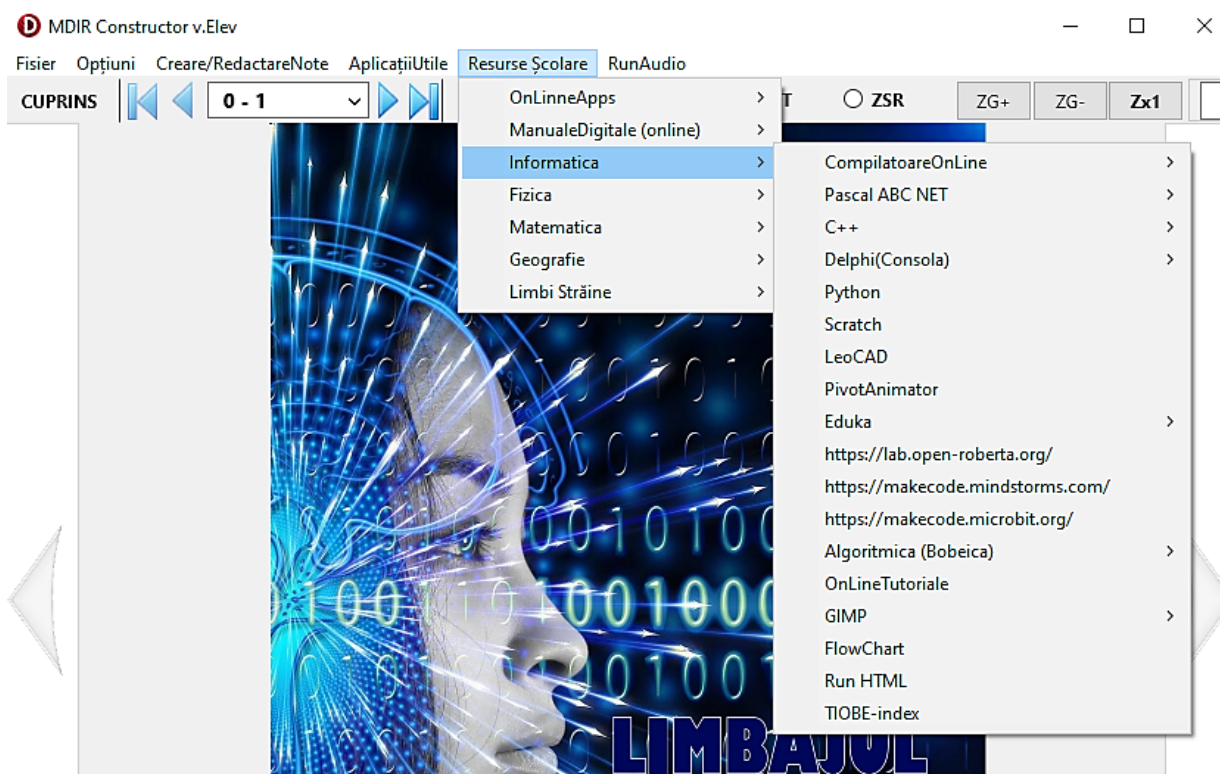 MDIR Constructor v.Elev
Fisier Opțiuni Creare/RedactareNote AplicațiiUtile Resurse Școlare RunAudio
CUPRINS 0 - 1 T ZSR ZG+ ZG- Zx1
OnLinneApps
ManualeDigitale (online)
Informatica
Fizica
Matematica
Geografie
Limbi Străine
CompilatoareOnLine
Pascal ABC NET
C++
Delphi(Consola)
Python
Scratch
LeoCAD
PivotAnimator
Eduka
https://lab.open-roberta.org/
https://makecode.mindstorms.com/
https://makecode.microbit.org/
Algoritmica (Bobeica)
OnLineTutoriale
GIMP
FlowChart
Run HTML
TIOBE-index
LIMBAJUL